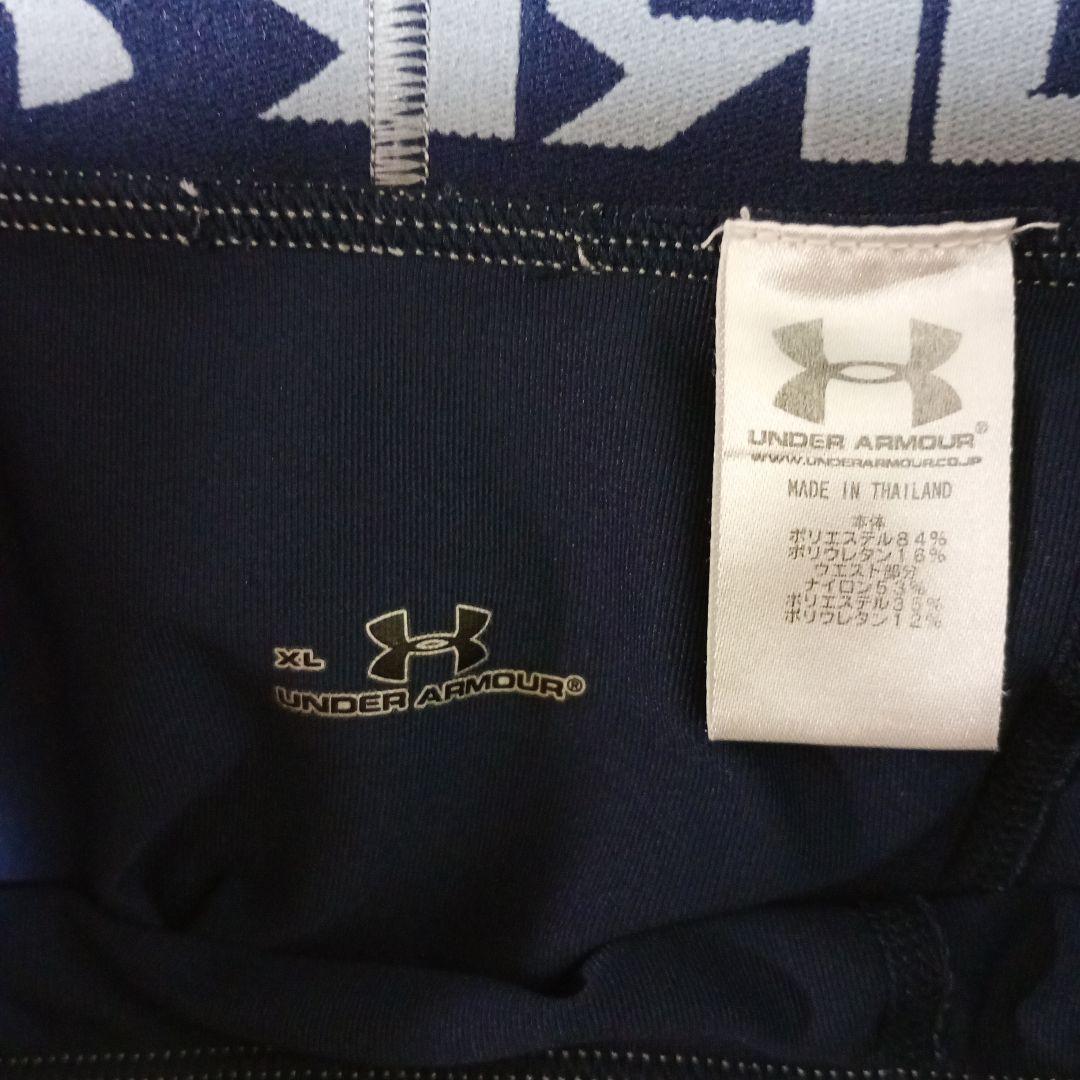 UNDER ARMOUR®
WWW.UNDERARMOUR.CO.JP
MADE IN THAILAND
本体
ポリエステル84%
ポリウレタン16%
ウエスト部分
ナイロン53%
ポリエステル35%
ポリウレタン12%
XL
UNDER ARMOUR®